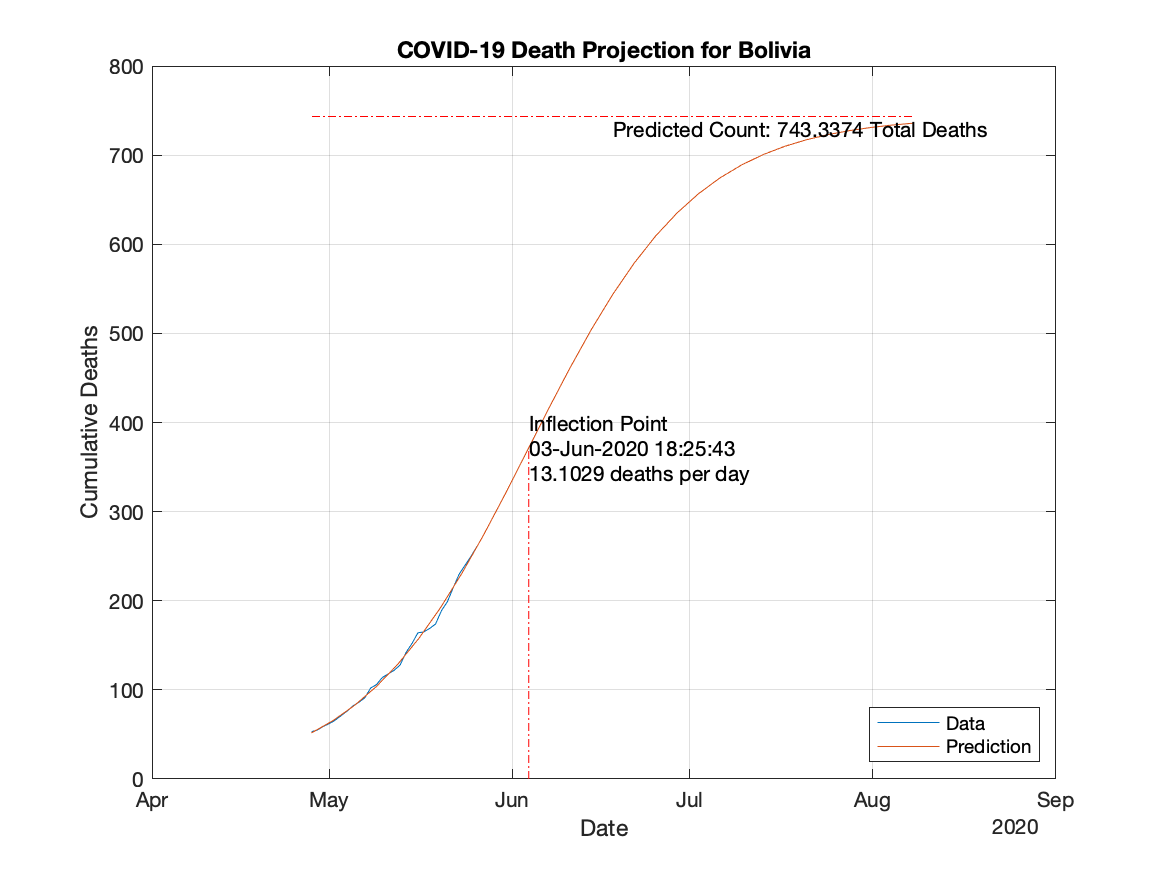 COVID-19 Death Projection for Bolivia
800
700
600
500
400
300
200
100
0
Cumulative Deaths
Predicted Count: 743.3374 Total Deaths
Inflection Point
03-Jun-2020 18:25:43
13.1029 deaths per day
Data
Prediction
Apr May Jun Jul Aug Sep
Date
2020